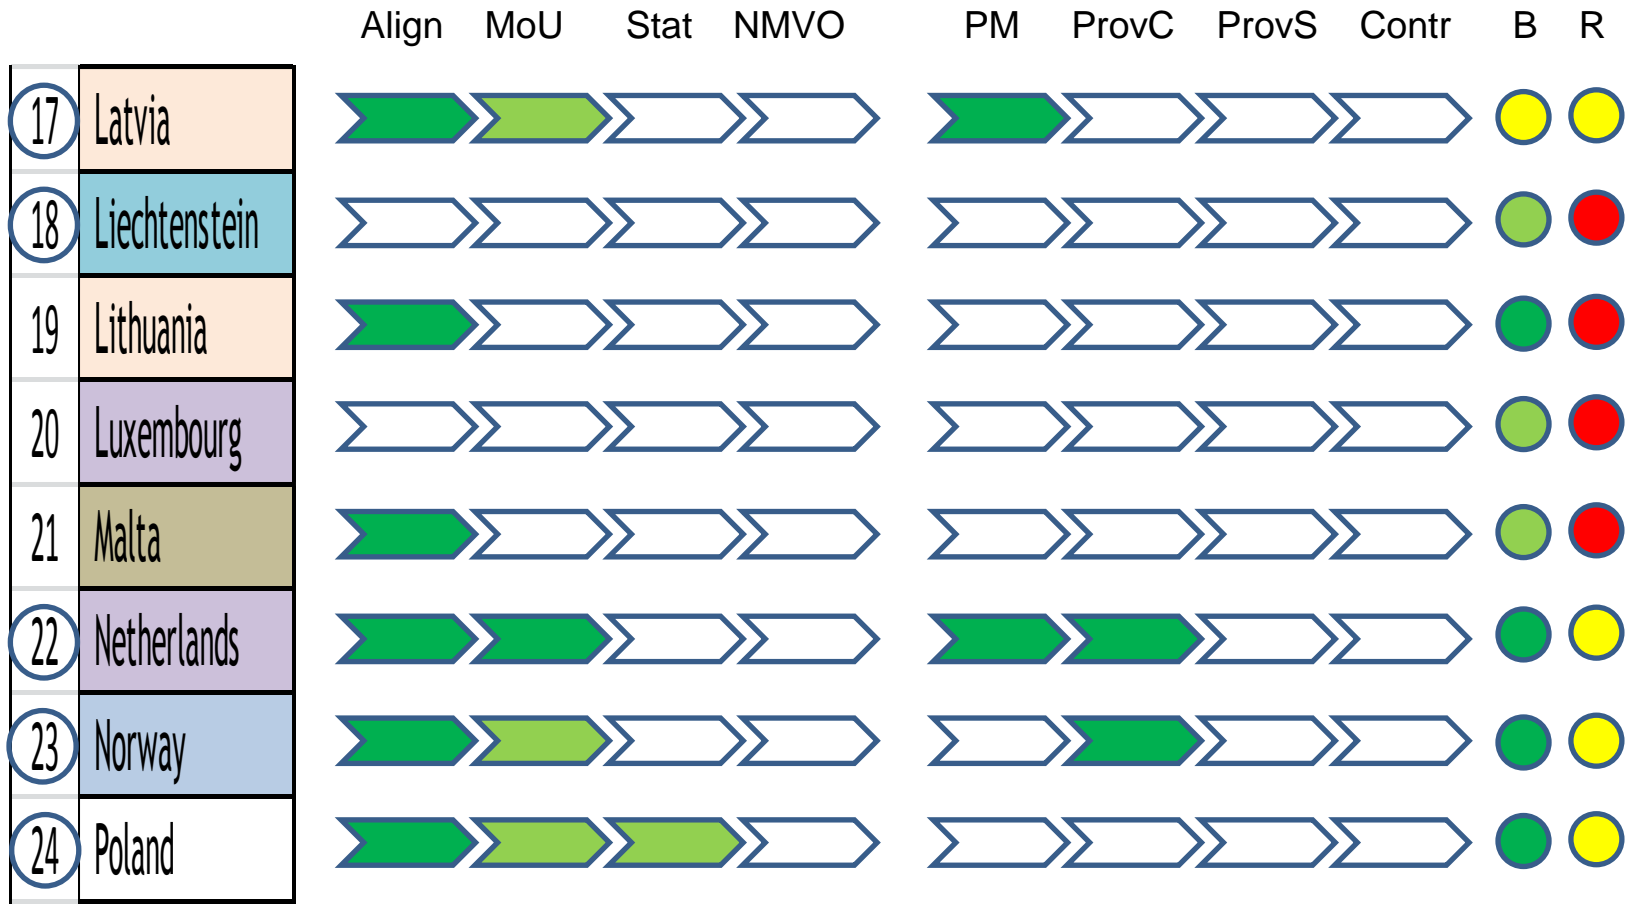 Align MoU Stat NMVO PM ProvC ProvS Contr B R
17 Latvia
18 Liechtenstein
19 Lithuania
20 Luxembourg
21 Malta
22 Netherlands
23 Norway
24 Poland